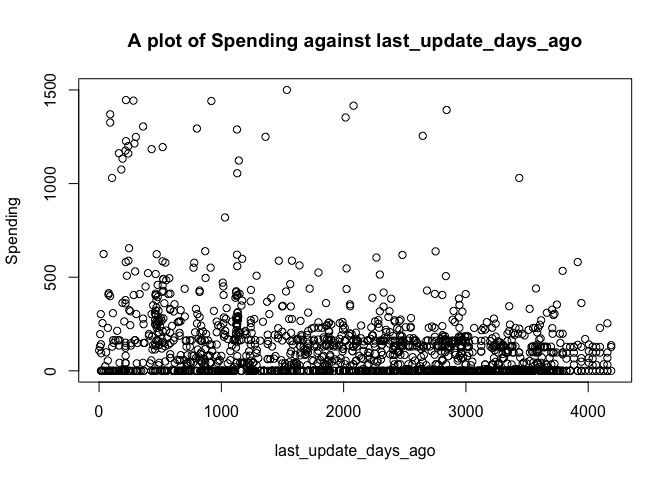 A plot of Spending against last_update_days_ago
Spending
1500
1000
500
0
0 1000 2000 3000 4000
last_update_days_ago